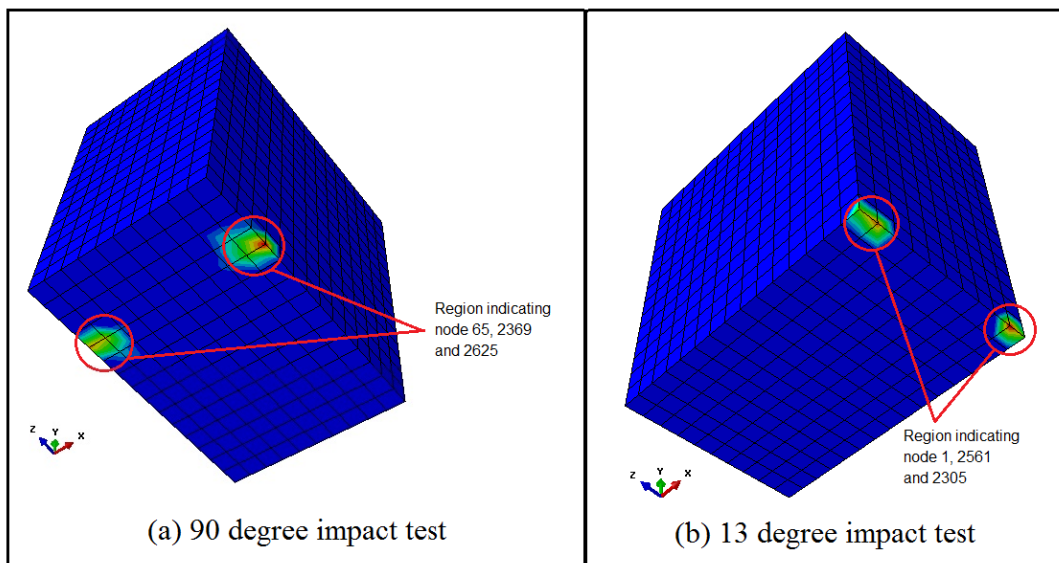 Region indicating
node 65, 2369
and 2625
Z Y X
(a) 90 degree impact test
Region indicating
node 1, 2561
and 2305
Z Y X
(b) 13 degree impact test